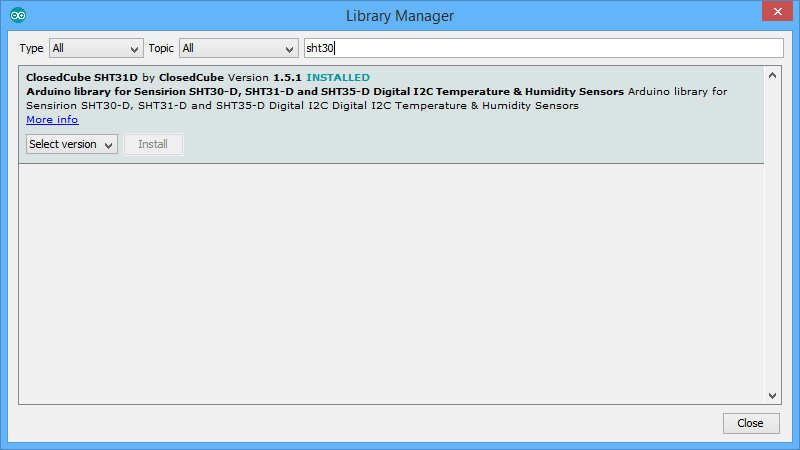 Library Manager
Type All Topic All sht30
ClosedCube SHT31D by ClosedCube Version 1.5.1 INSTALLED
Arduino library for Sensirion SHT30-D, SHT31-D and SHT35-D Digital I2C Temperature & Humidity Sensors Arduino library for
Sensirion SHT30-D, SHT31-D and SHT35-D Digital I2C Digital I2C Temperature & Humidity Sensors
More info
Select version Install
Close